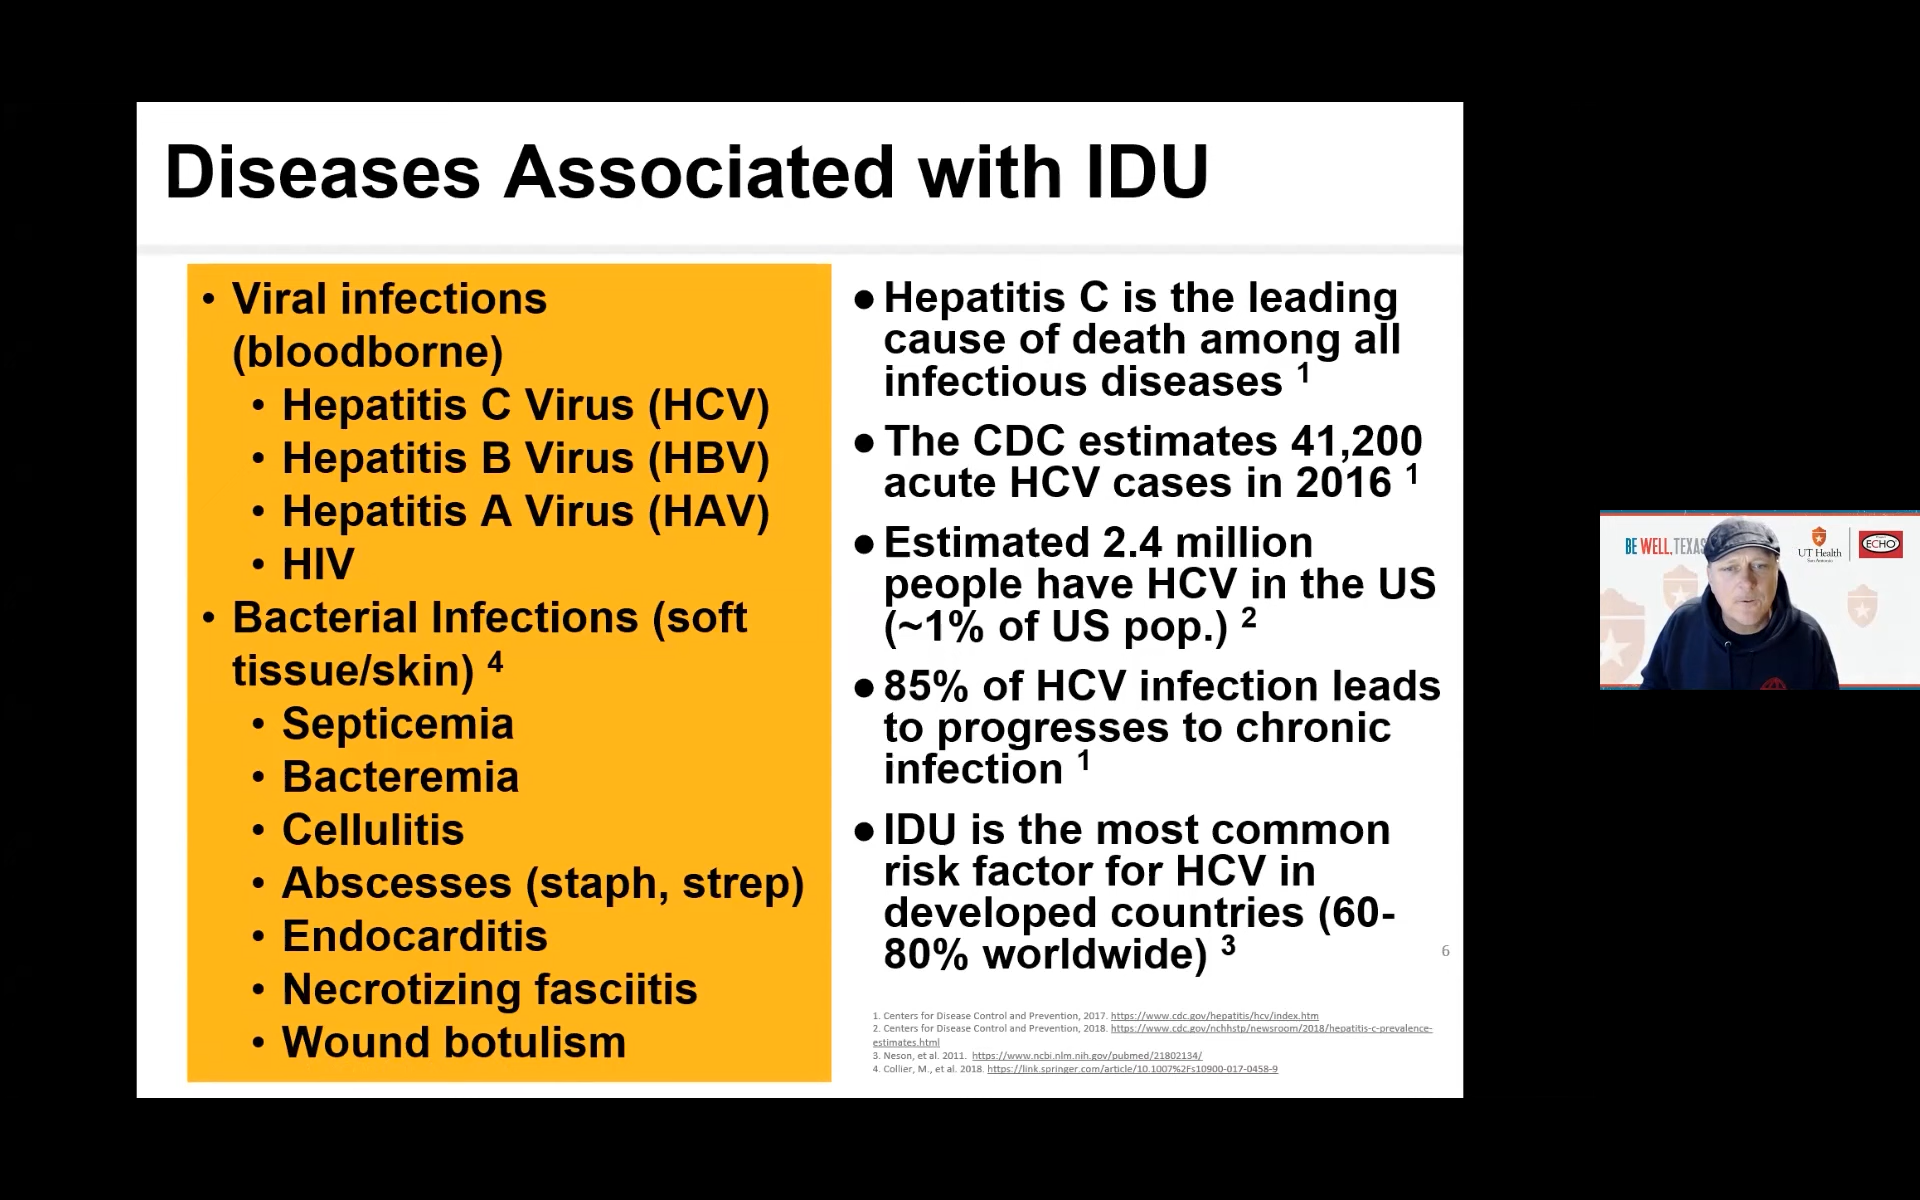 Diseases Associated with IDU
• Viral infections
(bloodborne)
• Hepatitis C Virus (HCV)
• Hepatitis B Virus (HBV)
• Hepatitis A Virus (HAV)
• HIV
• Bacterial Infections (soft
tissue/skin) 4
• Septicemia
• Bacteremia
• Cellulitis
• Abscesses (staph, strep)
• Endocarditis
• Necrotizing fasciitis
• Wound botulism
● Hepatitis C is the leading
cause of death among all
infectious diseases 1
● The CDC estimates 41,200
acute HCV cases in 2016 1
● Estimated 2.4 million
people have HCV in the US
(~1% of US pop.) 2
● 85% of HCV infection leads
to progresses to chronic
infection 1
● IDU is the most common
risk factor for HCV in
developed countries (60-
80% worldwide) 3
6
1. Centers for Disease Control and Prevention, 2017. https://www.cdc.gov/hepatitis/hcv/index.htm
2. Centers for Disease Control and Prevention, 2018. https://www.cdc.gov/nchhstp/newsroom/2018/hepatitis-c-prevalence-
estimates.html
3. Neson, et al. 2011. https://www.ncbi.nlm.nih.gov/pubmed/21802134/
4. Collier, M., et al. 2018. https://link.springer.com/article/10.1007%2Fs10900-017-0458-9
BE WELL, TEXAS
UT Health
San Antonio
ECHO